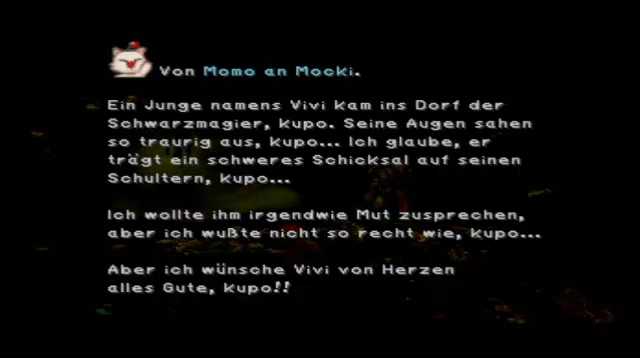 Von Momo an Mocki.
Ein Junge namens Vivi kam ins Dorf der
Schwarzmagier, kupo. Seine Augen sahen
so traurig aus, kupo... Ich glaube, er
trägt ein schweres Schicksal auf seinen
Schultern, kupo...
Ich wollte ihm irgendwie Mut zusprechen,
aber ich wußte nicht so recht wie, kupo...
Aber ich wünsche Vivi von Herzen
alles Gute, kupo!!